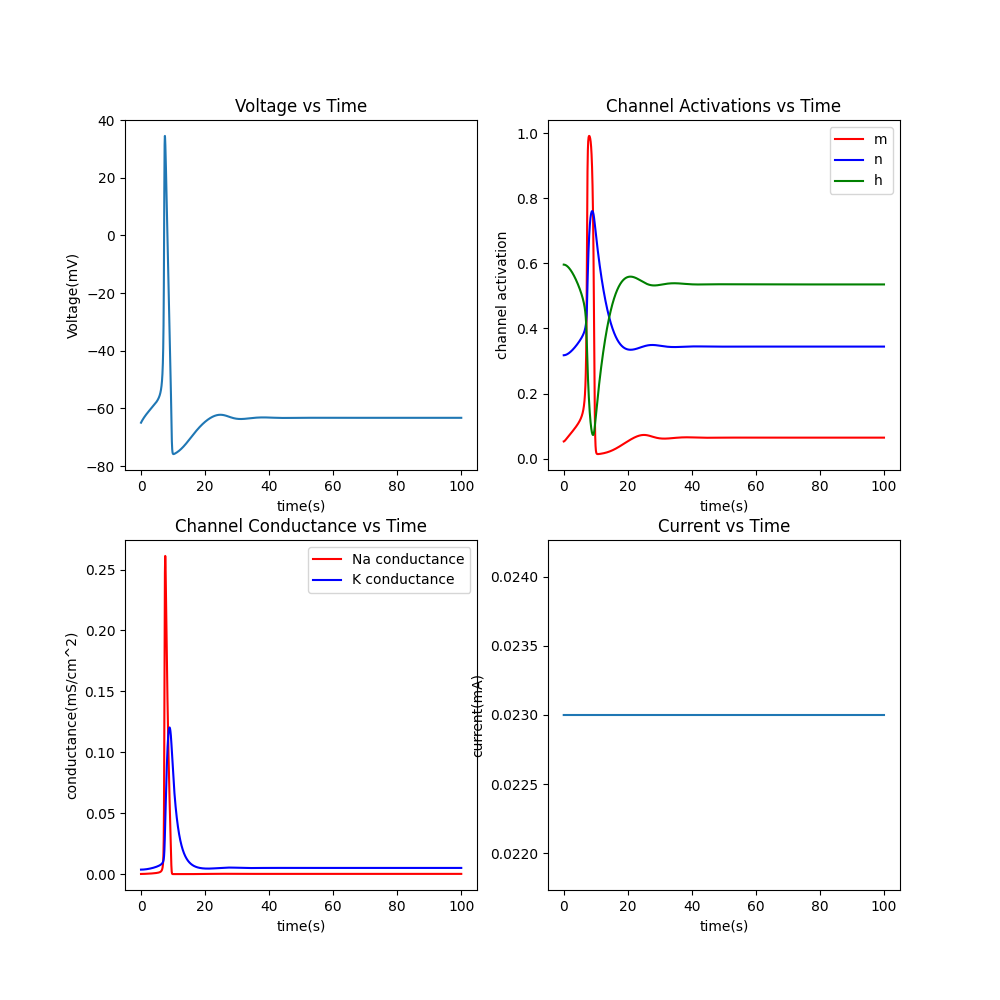 Voltage vs Time
Voltage(mV)
40
20
0
−20
−40
−60
−80
0 20 40 60 80 100
time(s)
Channel Activations vs Time
channel activation
1.0
0.8
0.6
0.4
0.2
0.0
m
n
h
0 20 40 60 80 100
time(s)
Channel Conductance vs Time
conductance(mS/cm^2)
0.25
0.20
0.15
0.10
0.05
0.00
Na conductance
K conductance
0 20 40 60 80 100
time(s)
Current vs Time
current(mA)
0.0240
0.0235
0.0230
0.0225
0.0220
0 20 40 60 80 100
time(s)